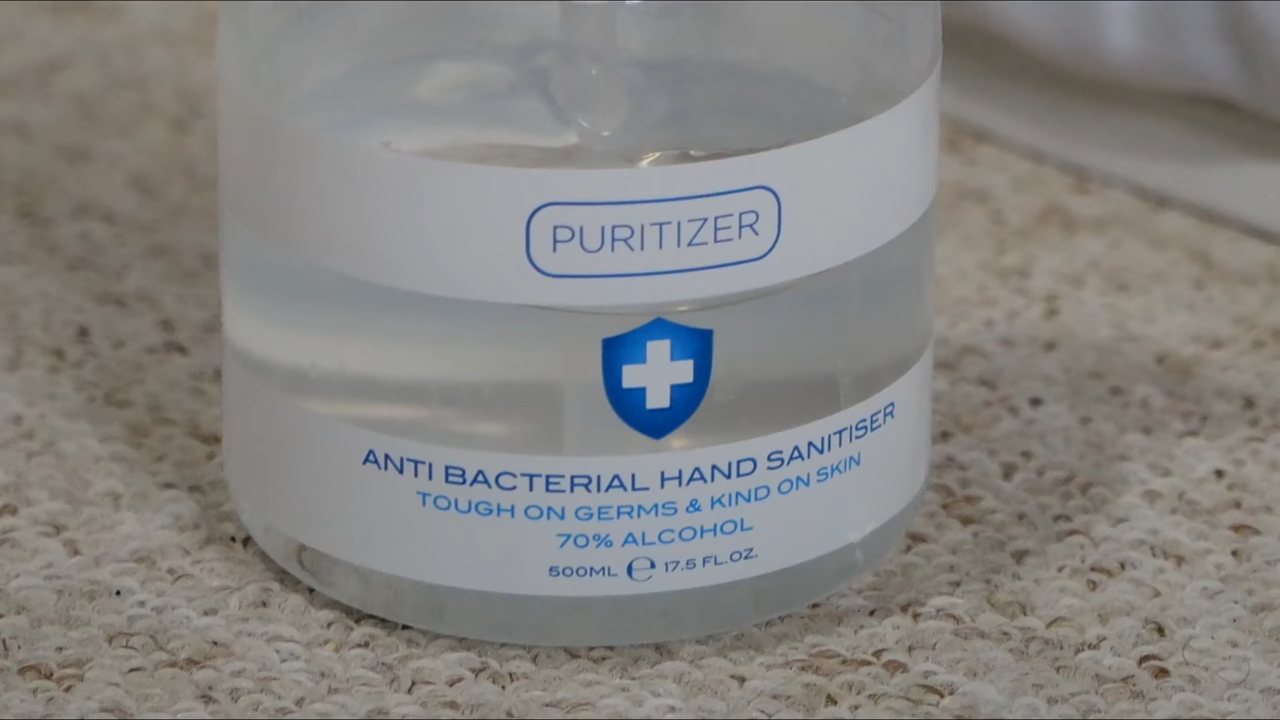 PURITIZER
ANTI BACTERIAL HAND SANITISER
TOUGH ON GERMS & KIND ON SKIN
70% ALCOHOL
500ML ℮ 17.5 FL.OZ.